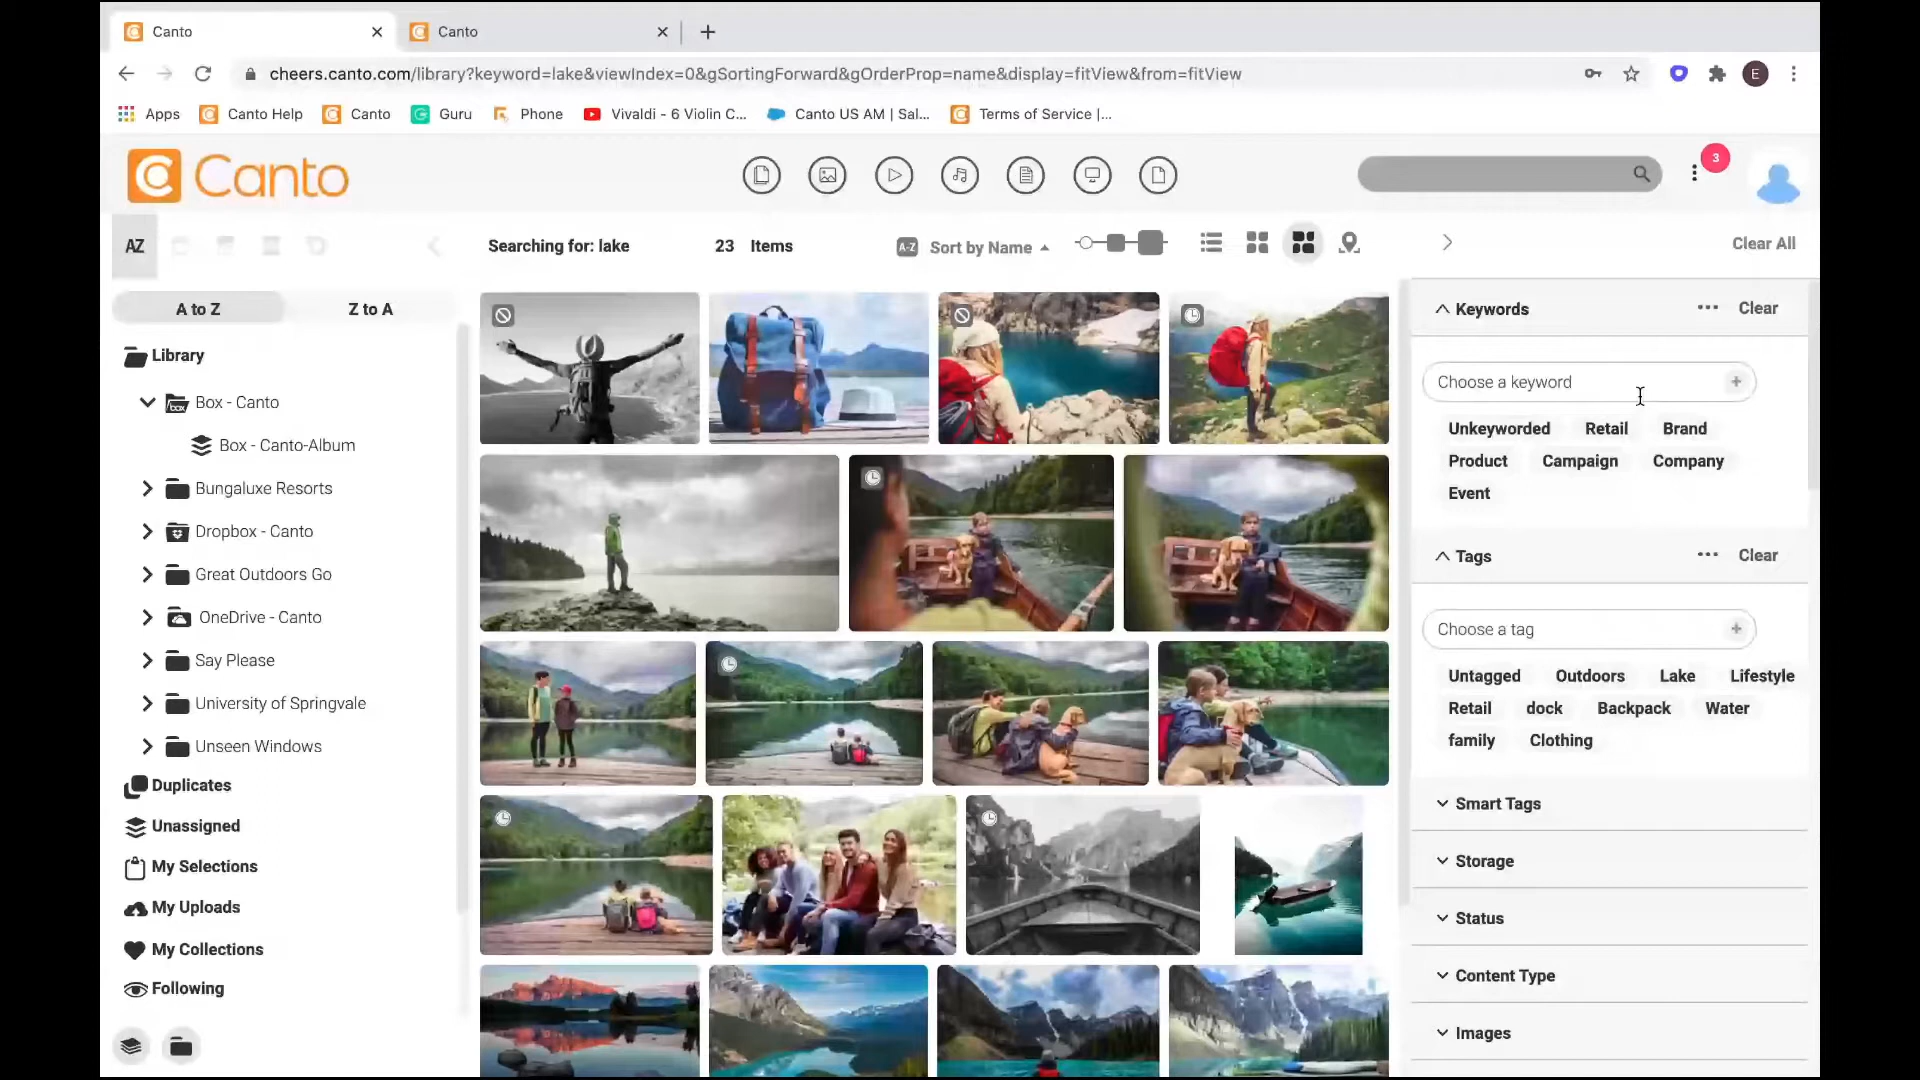 Canto
Canto
cheers.canto.com/library?keyword=lake&viewIndex=0&gSortingForward&gOrderProp=name&display=fitView&from=fitView
E
Apps
Canto Help
Canto
Guru
Phone
Vivaldi - 6 Violin C...
Canto US AM | Sal...
Terms of Service |...
Canto
3
AZ
Searching for: lake
23 Items
A-Z Sort by Name
Clear All
A to Z
Z to A
Library
Box - Canto
Box - Canto-Album
Bungaluxe Resorts
Dropbox - Canto
Great Outdoors Go
OneDrive - Canto
Say Please
University of Springvale
Unseen Windows
Duplicates
Unassigned
My Selections
My Uploads
My Collections
Following
Keywords
Clear
Choose a keyword
Unkeyworded Retail Brand
Product Campaign Company
Event
Tags
Clear
Choose a tag
Untagged Outdoors Lake Lifestyle
Retail dock Backpack Water
family Clothing
Smart Tags
Storage
Status
Content Type
Images